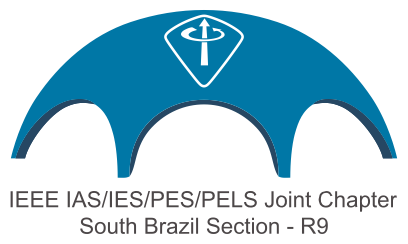 IEEE IAS/IES/PES/PELS Joint Chapter
South Brazil Section - R9